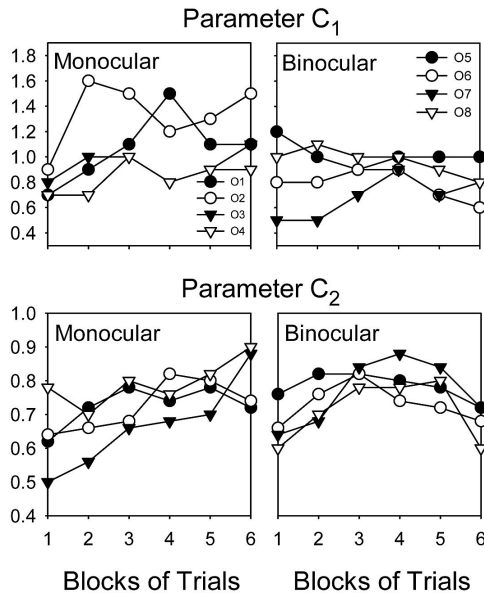 Parameter C₁
Monocular
Binocular
1.8
1.6
1.4
1.2
1.0
0.8
0.6
0.4
O1
O2
O3
O4
O5
O6
O7
O8
Parameter C₂
Monocular
Binocular
1.0
0.9
0.8
0.7
0.6
0.5
0.4
1 2 3 4 5 6
1 2 3 4 5 6
Blocks of Trials
Blocks of Trials